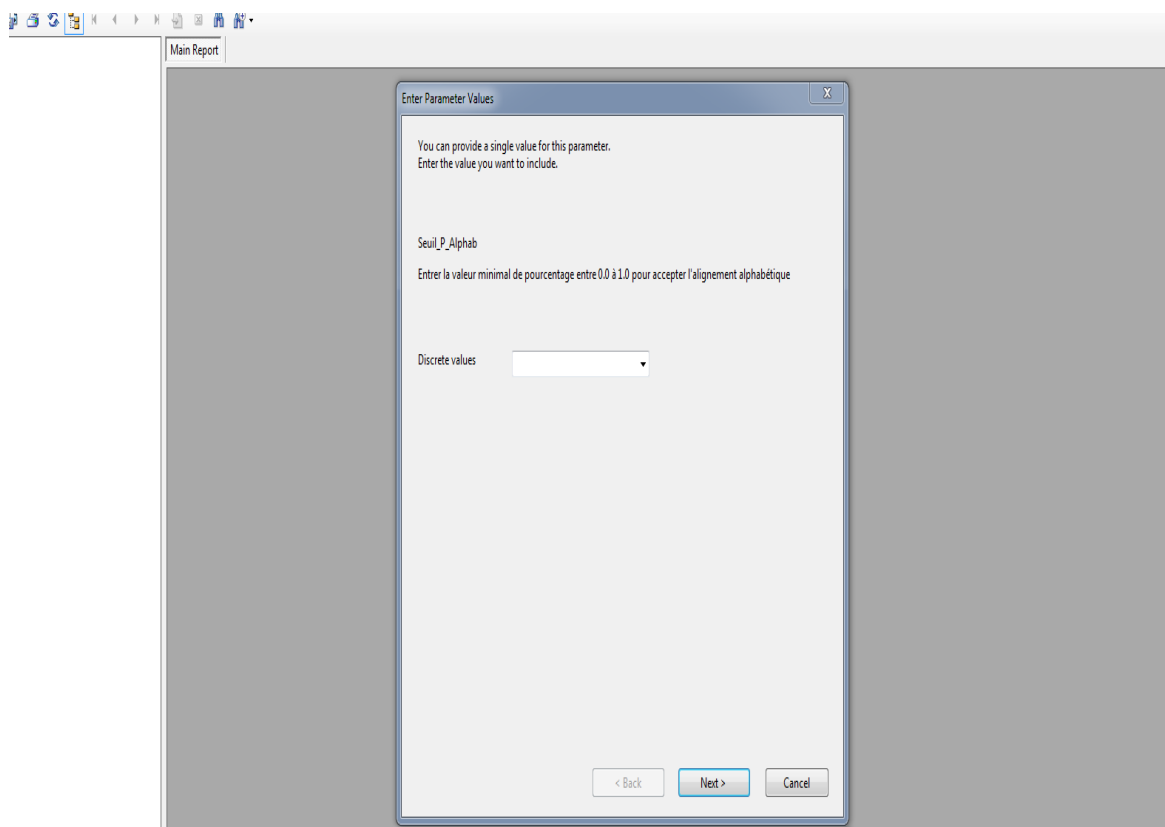 Main Report
Enter Parameter Values
X
You can provide a single value for this parameter.
Enter the value you want to include.
Seuil_P_Alphab
Entrer la valeur minimal de pourcentage entre 0.0 à 1.0 pour accepter l'alignement alphabétique
Discrete values
< Back
Next >
Cancel